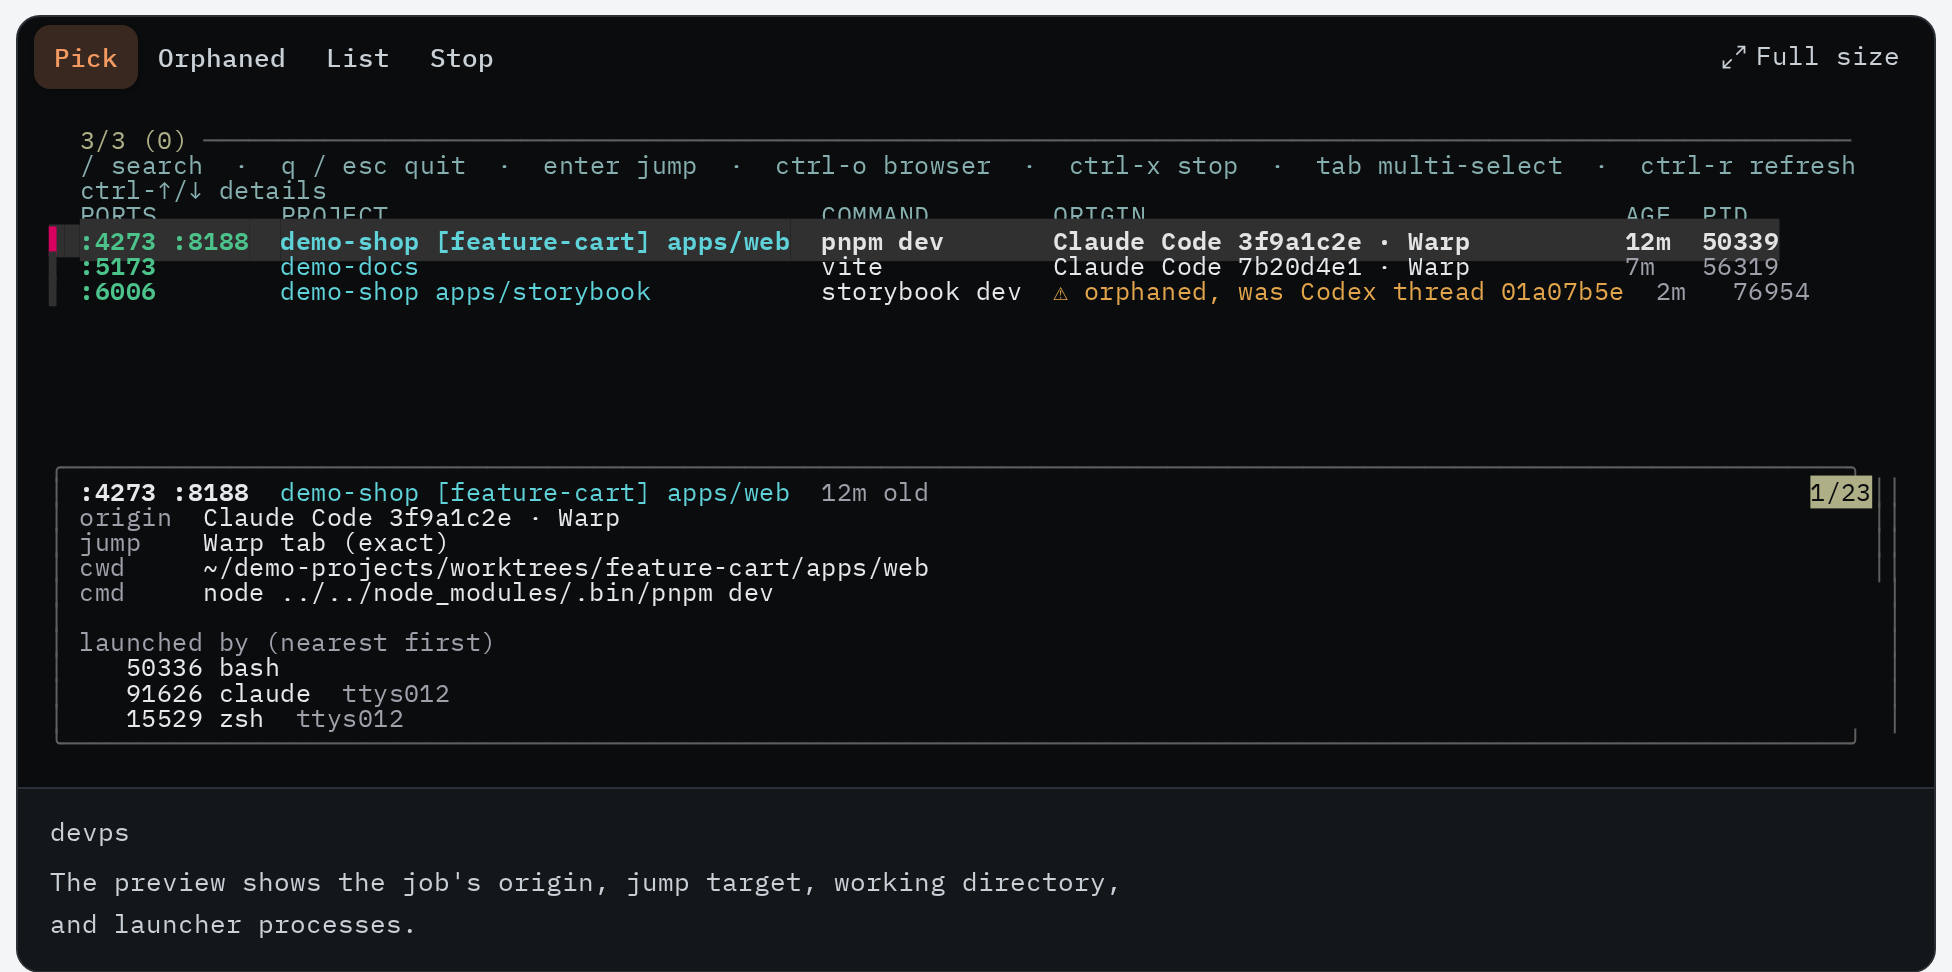 Pick Orphaned List Stop Full size
3/3 (0)
/ search · q / esc quit · enter jump · ctrl-o browser · ctrl-x stop · tab multi-select · ctrl-r refresh
ctrl-↑/↓ details
PORTS PROJECT COMMAND ORIGIN AGE PID
:4273 :8188 demo-shop [feature-cart] apps/web pnpm dev Claude Code 3f9a1c2e · Warp 12m 50339
:5173 demo-docs vite Claude Code 7b20d4e1 · Warp 7m 56319
:6006 demo-shop apps/storybook storybook dev ⚠ orphaned, was Codex thread 01a07b5e 2m 76954
:4273 :8188 demo-shop [feature-cart] apps/web 12m old 1/23
origin Claude Code 3f9a1c2e · Warp
jump Warp tab (exact)
cwd ~/demo-projects/worktrees/feature-cart/apps/web
cmd node ../../node_modules/.bin/pnpm dev
launched by (nearest first)
50336 bash
91626 claude ttys012
15529 zsh ttys012
devps
The preview shows the job's origin, jump target, working directory,
and launcher processes.